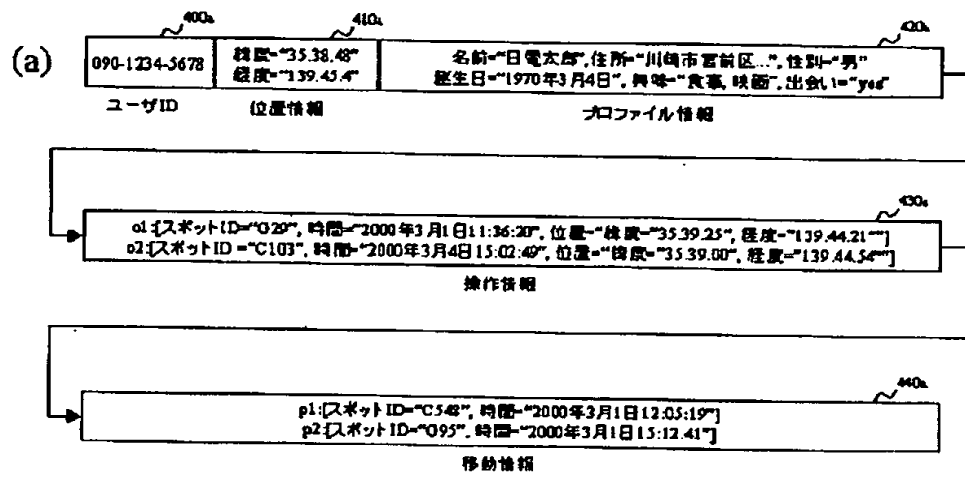 400a
410a
420a
(a)
090-1234-5678
緯度="35.38.48"
経度="139.45.4"
名前="日電太郎",住所="川崎市宮前区...", 性別="男"
誕生日="1970年3月4日", 興味="食事, 映画", 出会い="yes"
ユーザID
位置情報
プロファイル情報
430a
o1:[スポットID="G29", 時間="2000年3月1日11:36:20", 位置="緯度="35.39.25", 経度="139.44.21""]
o2:[スポットID ="C103", 時間="2000年3月4日15:02:49", 位置="緯度="35.39.00", 経度="139.44.54""]
操作情報
440a
p1:[スポットID="C548", 時間="2000年3月1日12:05:19"]
p2:[スポットID="G95", 時間="2000年3月1日15:12.41"]
移動情報